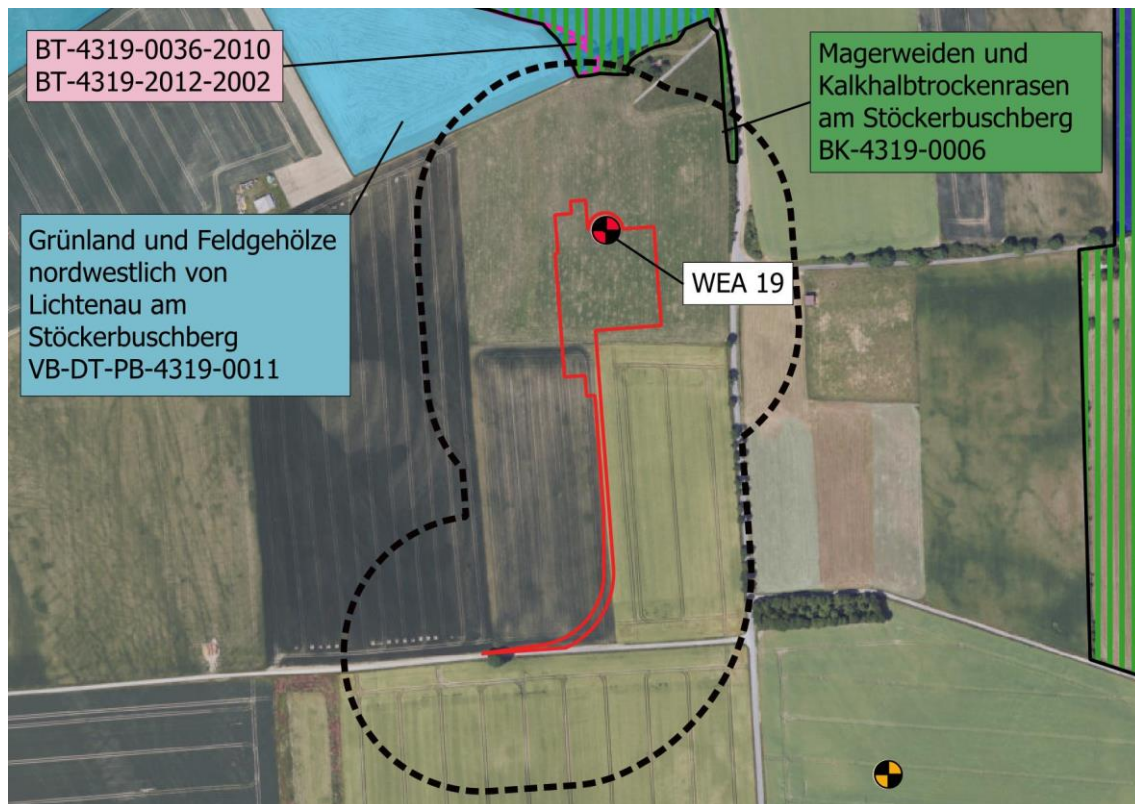 BT-4319-0036-2010
BT-4319-2012-2002
Magerweiden und
Kalkhalbtrockenrasen
am Stöckerbuschberg
BK-4319-0006
Grünland und Feldgehölze
nordwestlich von
Lichtenau am
Stöckerbuschberg
VB-DT-PB-4319-0011
WEA 19